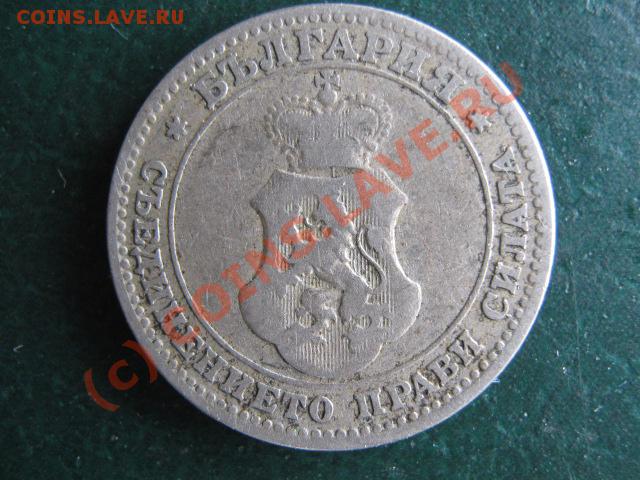 COINS.LAVE.RU
* БЪЛГАРИЯ *
СЪЕДИНЕНИЕТО ПРАВИ СИЛАТА
(c) COINS.LAVE.RU